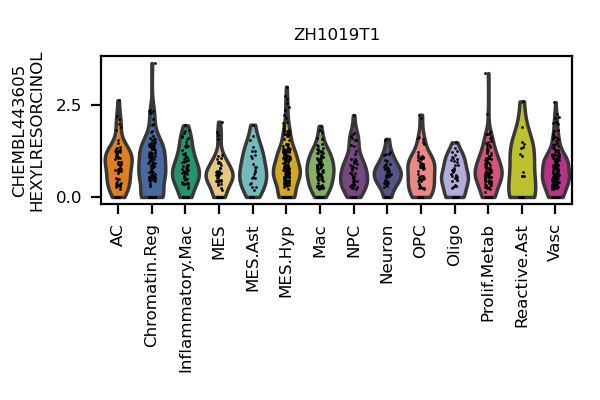 ZH1019T1
CHEMBL443605
HEXYLRESORCINOL
2.5
0.0
AC
Chromatin.Reg
Inflammatory.Mac
MES
MES.Ast
MES.Hyp
Mac
NPC
Neuron
OPC
Oligo
Prolif.Metab
Reactive.Ast
Vasc